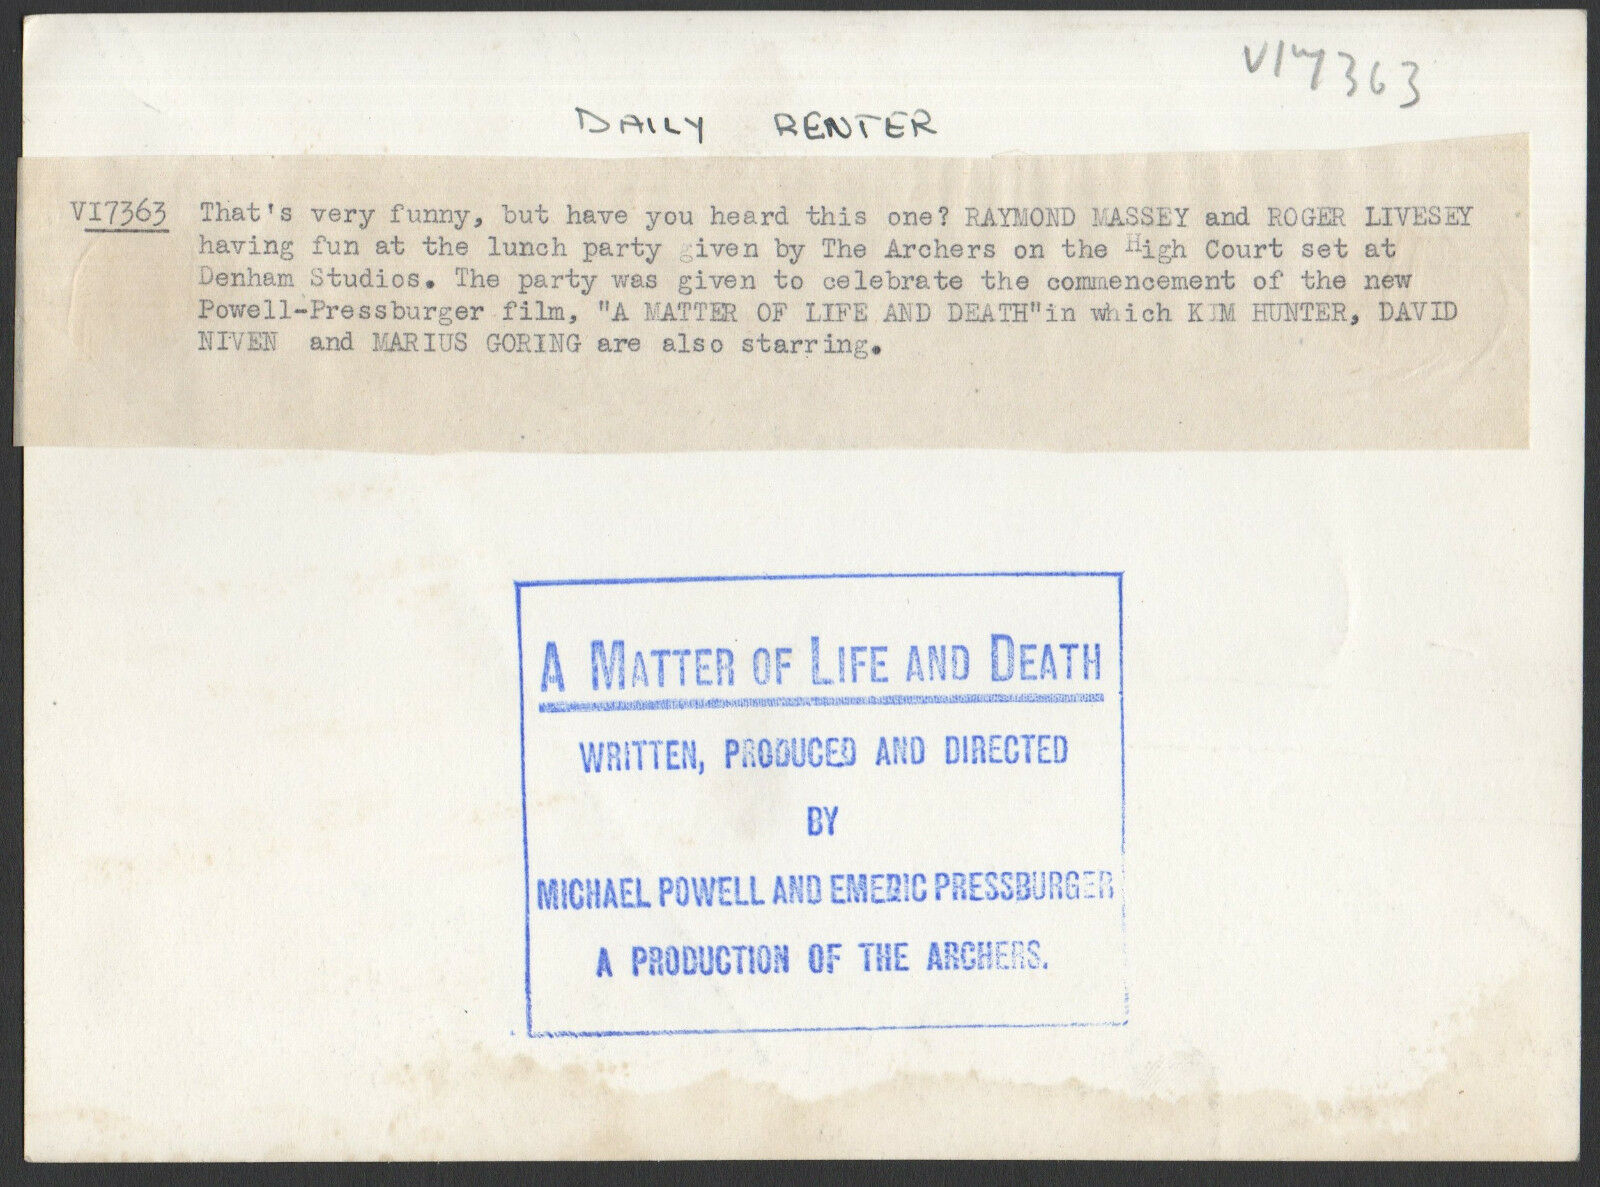 VI7363
DAILY RENTER
VI7363 That's very funny, but have you heard this one? RAYMOND MASSEY and ROGER LIVESEY
having fun at the lunch party given by The Archers on the High Court set at
Denham Studios. The party was given to celebrate the commencement of the new
Powell-Pressburger film, "A MATTER OF LIFE AND DEATH"in which KIM HUNTER, DAVID
NIVEN and MARIUS GORING are also starring.
A MATTER OF LIFE AND DEATH
WRITTEN, PRODUCED AND DIRECTED
BY
MICHAEL POWELL AND EMERIC PRESSBURGER
A PRODUCTION OF THE ARCHERS.